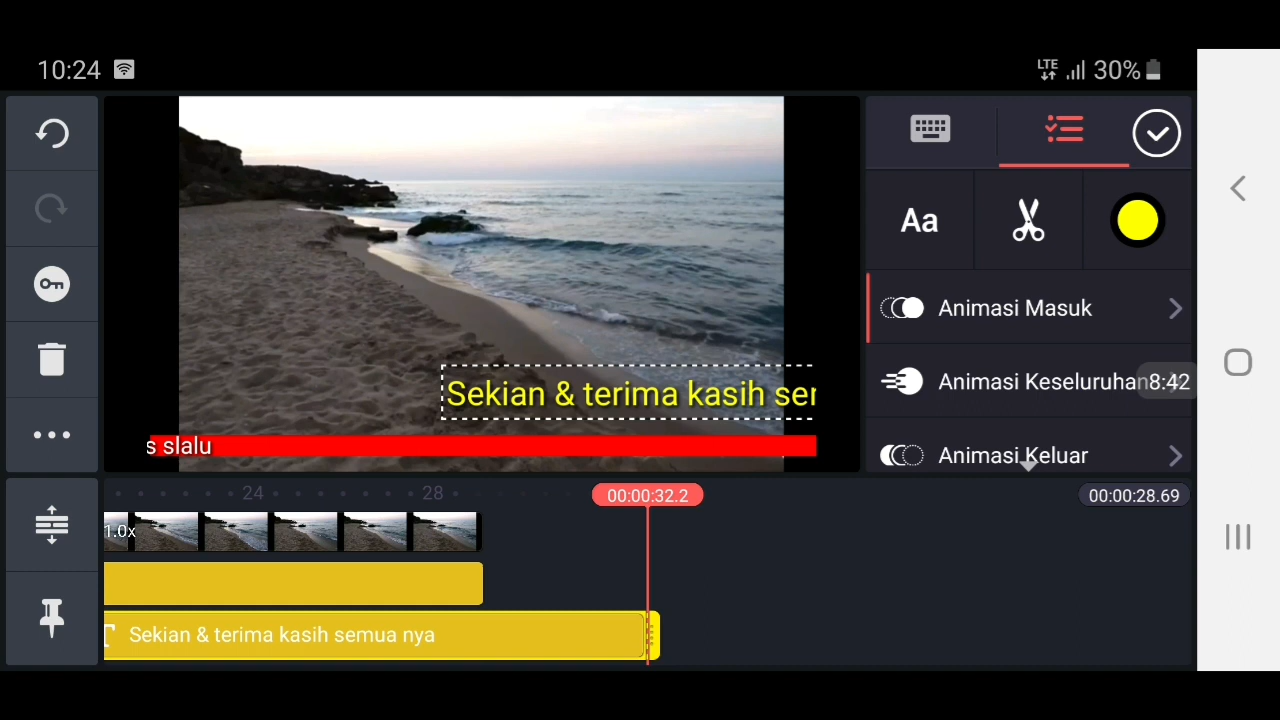 10:24
LTE 30%
Aa
Animasi Masuk
Animasi Keseluruhan
8:42
Animasi Keluar
Sekian & terima kasih ser
s slalu
24 28 00:00:32.2 00:00:28.69
1.0x
T Sekian & terima kasih semua nya